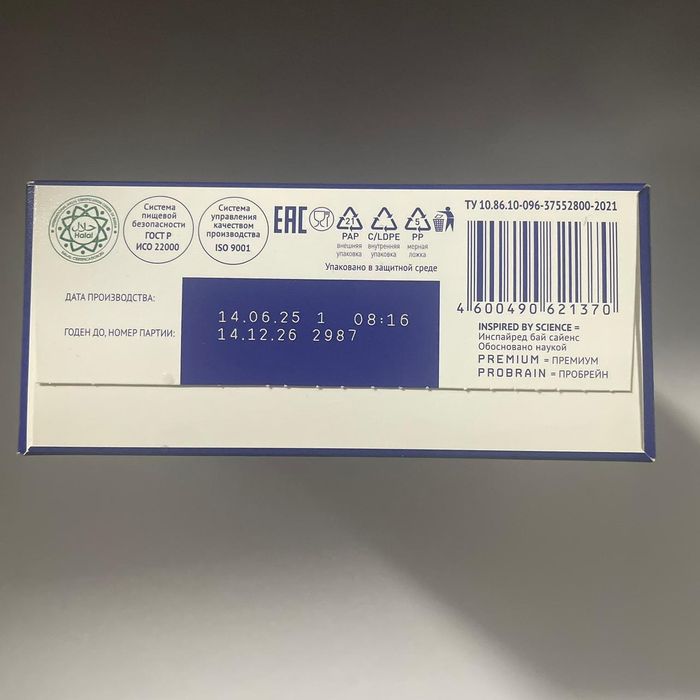 حلال
Halal
Система
пищевой
безопасности
ГОСТ Р
ИСО 22000
Система
управления
качеством
производства
ISO 9001
EAC
21
PAP
внешняя
упаковка
C/LDPE
внутренняя
упаковка
5
PP
мерная
ложка
Упаковано в защитной среде
ТУ 10.86.10-096-37552800-2021
4 600490 621370
INSPIRED BY SCIENCE =
Инспайред бай сайенс
Обосновано наукой
PREMIUM = ПРЕМИУМ
PROBRAIN = ПРОБРЕЙН
ДАТА ПРОИЗВОДСТВА:
14.06.25 1 08:16
ГОДЕН ДО, НОМЕР ПАРТИИ:
14.12.26 2987